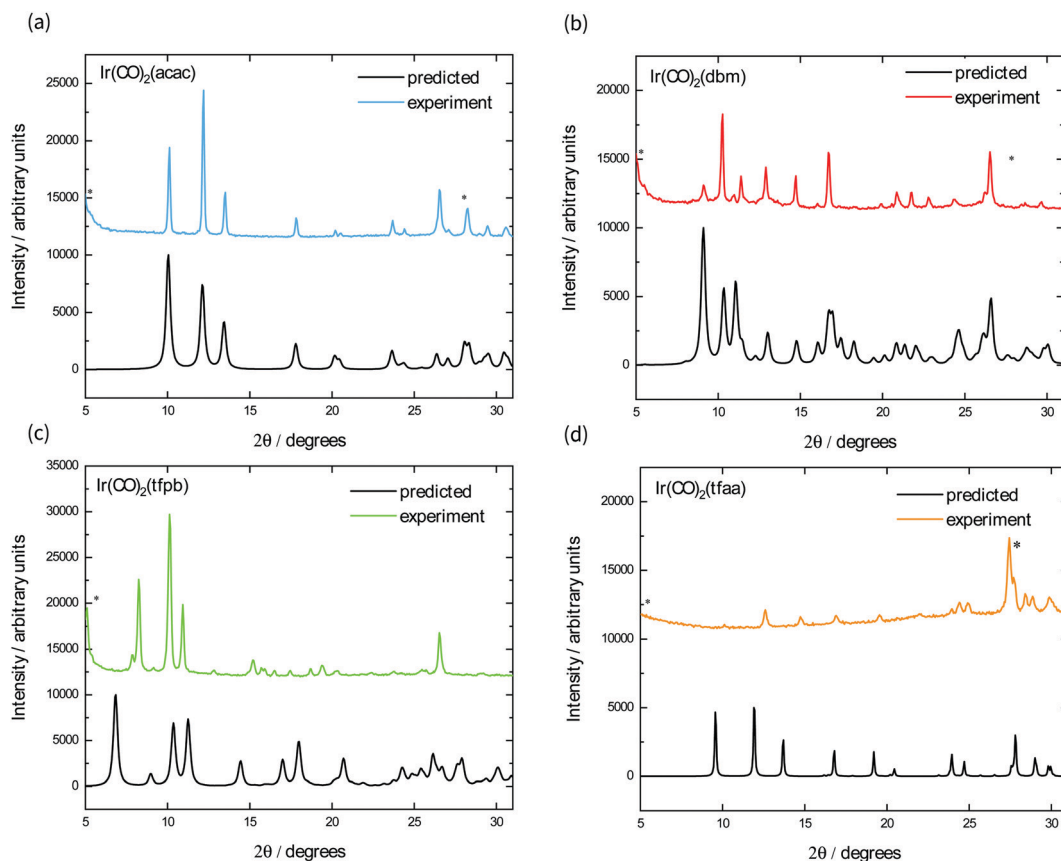 (a)
Ir(CO)2(acac)
predicted
experiment
25000
20000
15000
10000
5000
0
Intensity / arbitrary units
*
*
5 10 15 20 25 30
2θ / degrees
(b)
Ir(CO)2(dbm)
predicted
experiment
20000
15000
10000
5000
0
Intensity / arbitrary units
*
*
5 10 15 20 25 30
2θ / degrees
(c)
Ir(CO)2(tfpb)
predicted
experiment
35000
30000
25000
20000
15000
10000
5000
0
Intensity / arbitrary units
*
5 10 15 20 25 30
2θ / degrees
(d)
Ir(CO)2(tfaa)
predicted
experiment
20000
15000
10000
5000
0
Intensity / arbitrary units
*
*
5 10 15 20 25 30
2θ / degrees